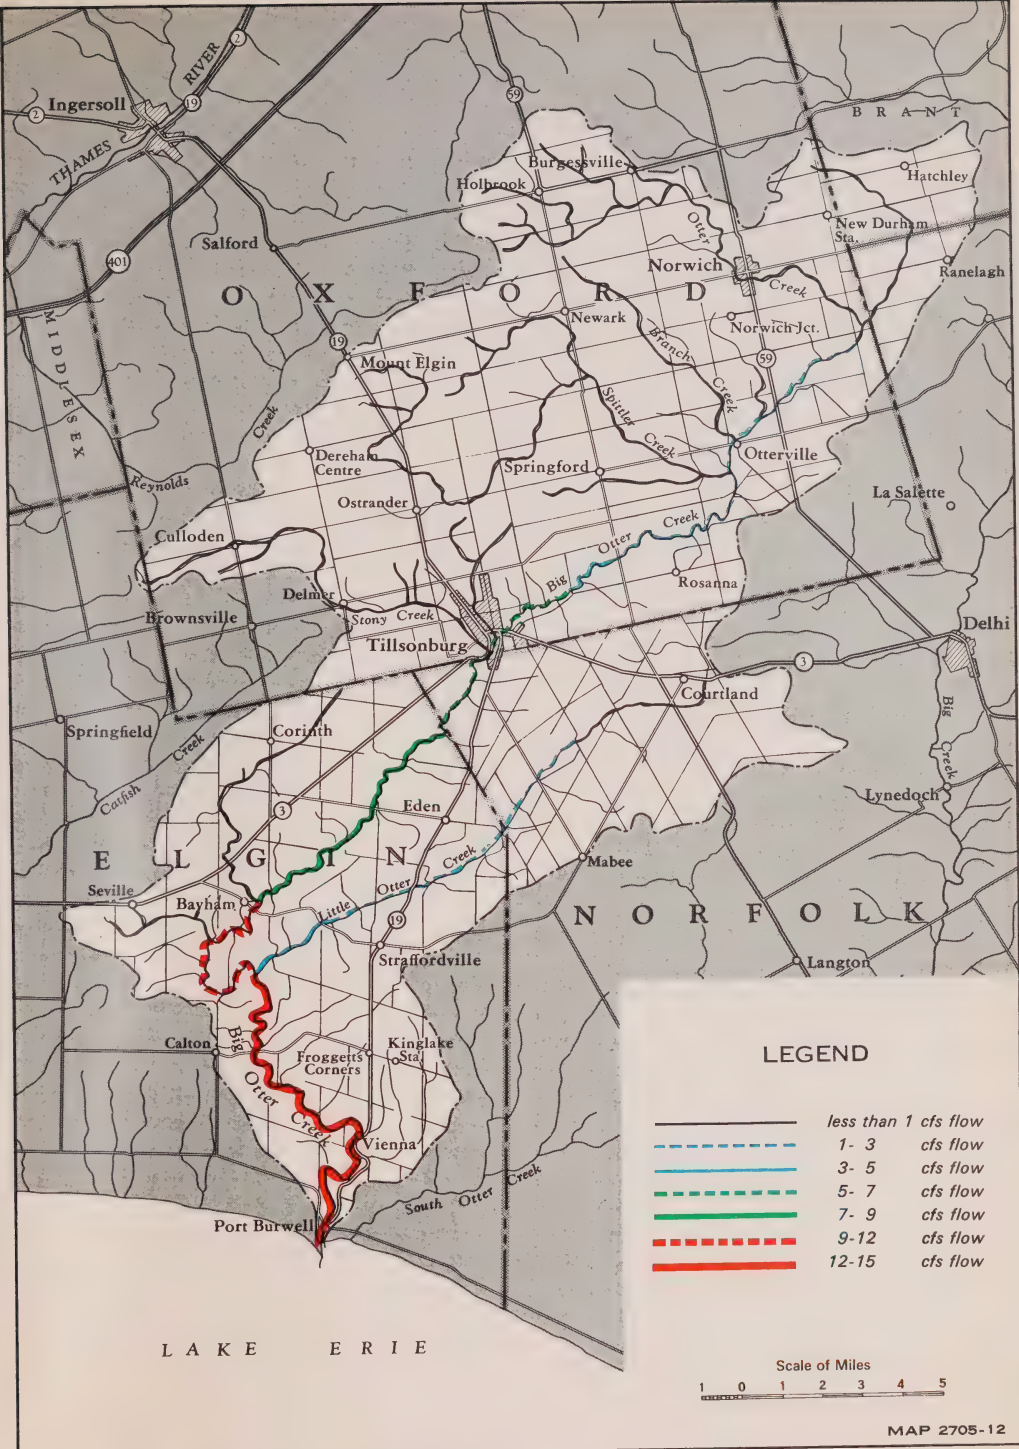 BRANT
2
Ingersoll
RIVER
19
2
59
THAMES
Burgessville
Holbrook
Hatchley
Otter
New Durham
Sta.
Salford
Norwich
401
Ranelagh
Creek
OXFORD
Newark
Norwich Jct.
MIDDLESEX
19
Mount Elgin
Branch
Creek
59
Spittler
Creek
Creek
Reynolds
Dereham
Centre
Otterville
Springford
Ostrander
La Salette
Culloden
Otter
Creek
Big
Rosanna
Delmer
Brownsville
Stony Creek
Tillsonburg
Delhi
3
Courtland
Springfield
Corinth
Creek
Catfish
Big
Creek
Eden
3
Lynedoch
ELGIN
Creek
Mabee
Seville
Otter
Bayham
Little
NORFOLK
19
Straffordville
Langton
Calton
Big
Otter
Creek
Froggett's
Corners
Kinglake
Sta.
Vienna
South Otter Creek
Port Burwell
LAKE ERIE
LEGEND
less than 1 cfs flow
1- 3 cfs flow
3- 5 cfs flow
5- 7 cfs flow
7- 9 cfs flow
9-12 cfs flow
12-15 cfs flow
Scale of Miles
1 0 1 2 3 4 5
MAP 2705-12